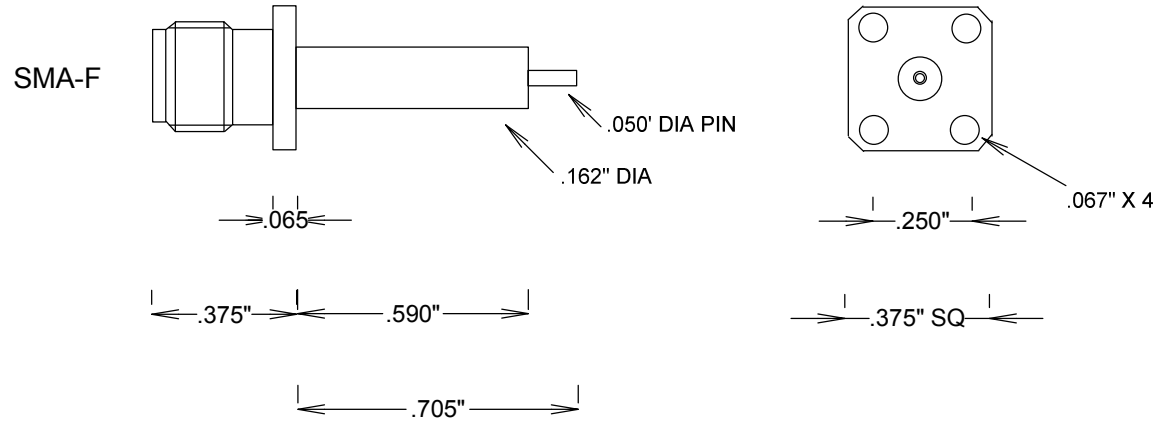 SMA-F
.050' DIA PIN
.162" DIA
.067" X 4
.065
.250"
.375"
.590"
.375" SQ
.705"